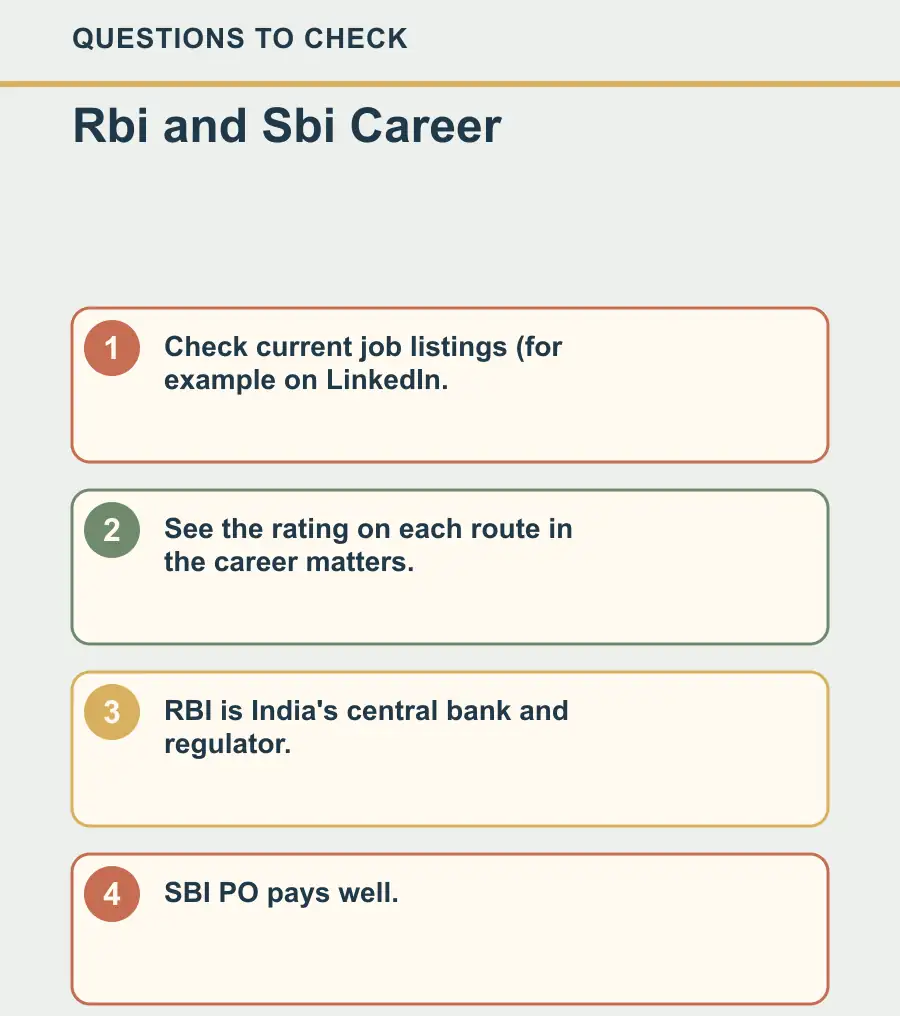 QUESTIONS TO CHECK
Rbi and Sbi Career
1
Check current job listings (for
example on LinkedIn.
2
See the rating on each route in
the career matters.
3
RBI is India's central bank and
regulator.
4
SBI PO pays well.